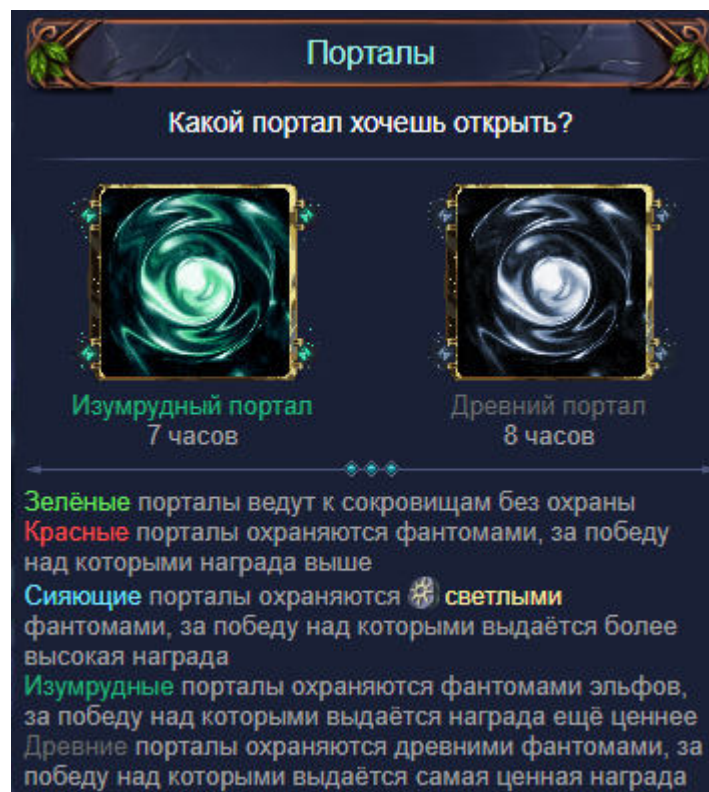 Порталы
Какой портал хочешь открыть?
Изумрудный портал
7 часов
Древний портал
8 часов
Зелёные порталы ведут к сокровищам без охраны
Красные порталы охраняются фантомами, за победу
над которыми награда выше
Сияющие порталы охраняются светлыми
фантомами, за победу над которыми выдаётся более
высокая награда
Изумрудные порталы охраняются фантомами эльфов,
за победу над которыми выдаётся награда ещё ценнее
Древние порталы охраняются древними фантомами, за
победу над которыми выдаётся самая ценная награда